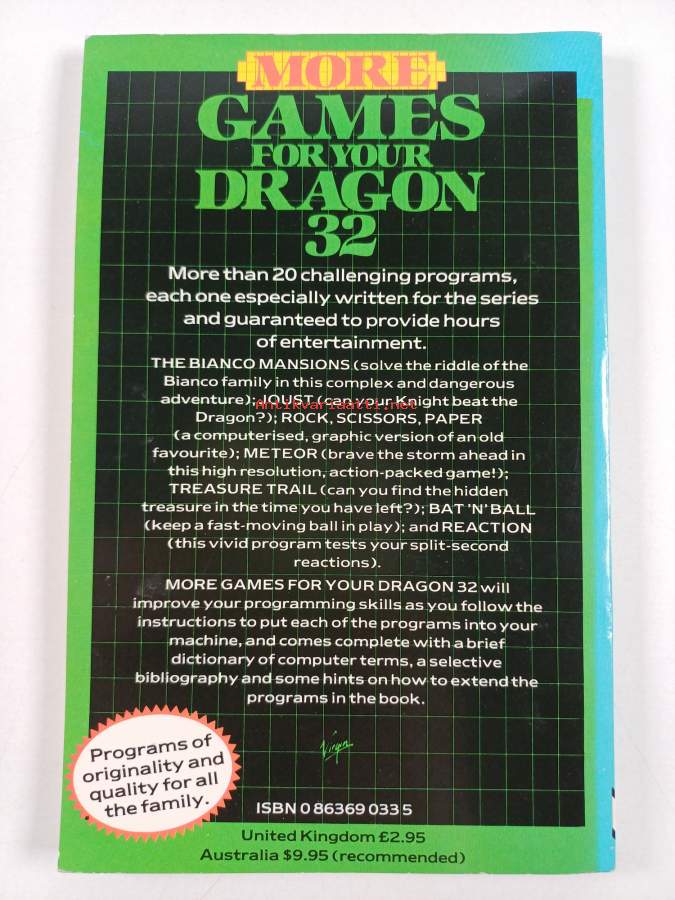 MORE
GAMES
FOR YOUR
DRAGON
32
More than 20 challenging programs,
each one especially written for the series
and guaranteed to provide hours
of entertainment.
THE BIANCO MANSIONS (solve the riddle of the
Bianco family in this complex and dangerous
adventure); JOUST (can your Knight beat the
Antikvariaatti.net
Dragon?); ROCK, SCISSORS, PAPER
(a computerised, graphic version of an old
favourite); METEOR (brave the storm ahead in
this high resolution, action-packed game!);
TREASURE TRAIL (can you find the hidden
treasure in the time you have left?); BAT 'N' BALL
(keep a fast-moving ball in play); and REACTION
(this vivid program tests your split-second
reactions).
MORE GAMES FOR YOUR DRAGON 32 will
improve your programming skills as you follow the
instructions to put each of the programs into your
machine, and comes complete with a brief
dictionary of computer terms, a selective
bibliography and some hints on how to extend the
programs in the book.
Virgin
Programs of
originality and
quality for all
the family.
ISBN 0 86369 033 5
United Kingdom £2.95
Australia $9.95 (recommended)